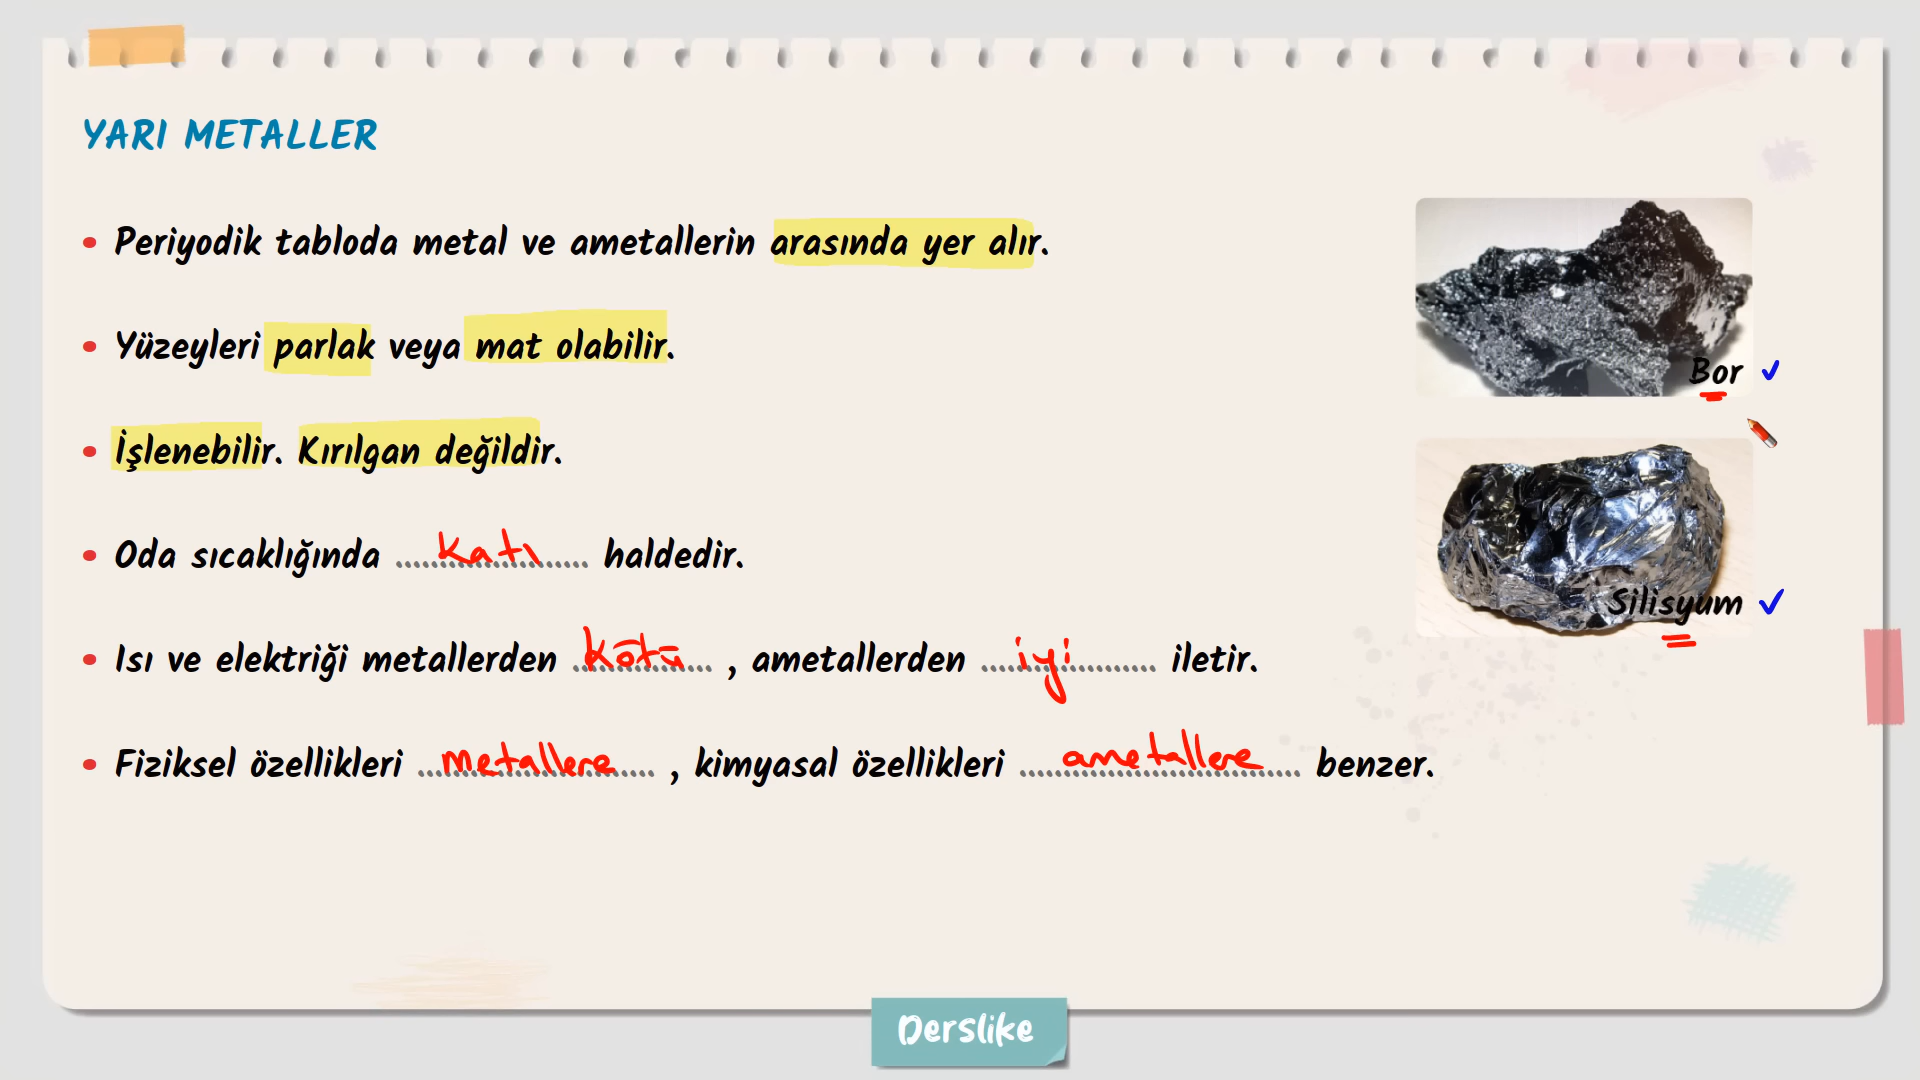 YARI METALLER
• Periyodik tabloda metal ve ametallerin arasında yer alır.
• Yüzeyleri parlak veya mat olabilir.
• İşlenebilir. Kırılgan değildir.
• Oda sıcaklığında katı haldedir.
• Isı ve elektriği metallerden kötü , ametallerden iyi iletir.
• Fiziksel özellikleri metallere , kimyasal özellikleri ametallere benzer.
Bor
Silisyum
Derslike